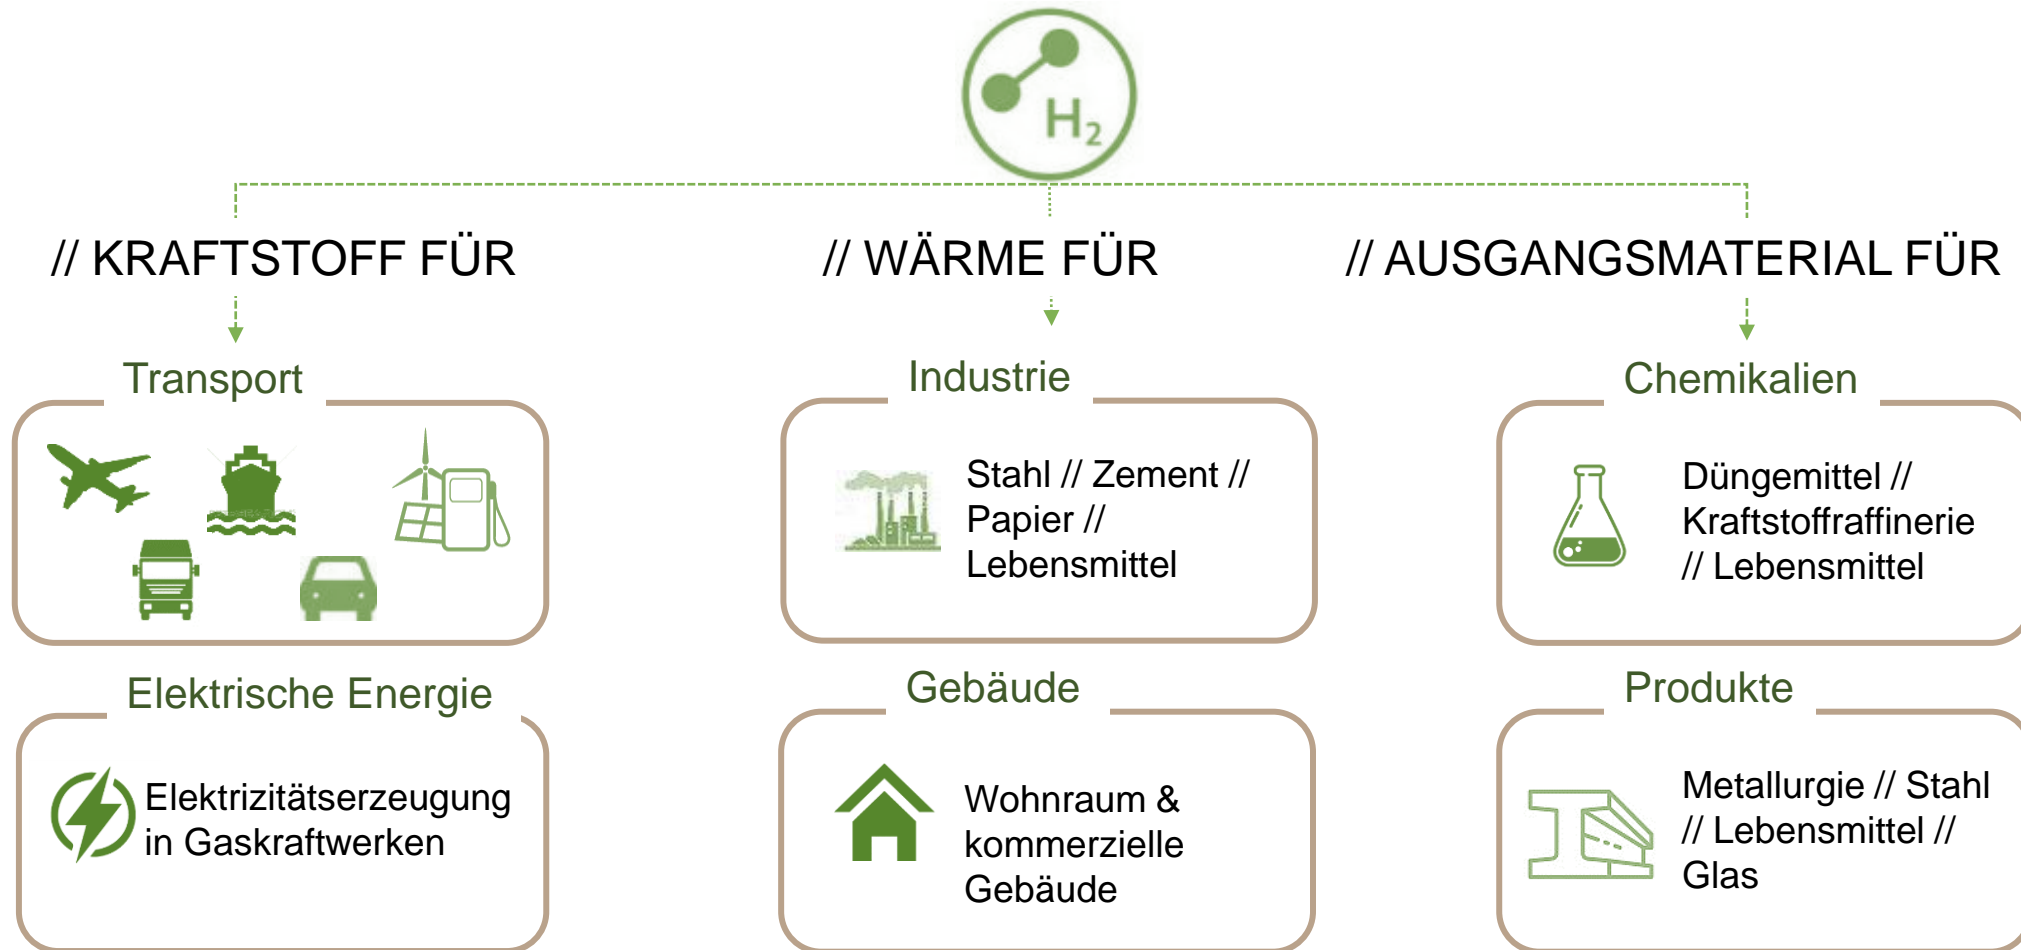 H₂
// KRAFTSTOFF FÜR
// WÄRME FÜR
// AUSGANGSMATERIAL FÜR
Transport
Industrie
Stahl // Zement //
Papier //
Lebensmittel
Chemikalien
Düngemittel //
Kraftstoffraffinerie
// Lebensmittel
Elektrische Energie
Elektrizitätserzeugung
in Gaskraftwerken
Gebäude
Wohnraum &
kommerzielle
Gebäude
Produkte
Metallurgie // Stahl
// Lebensmittel //
Glas